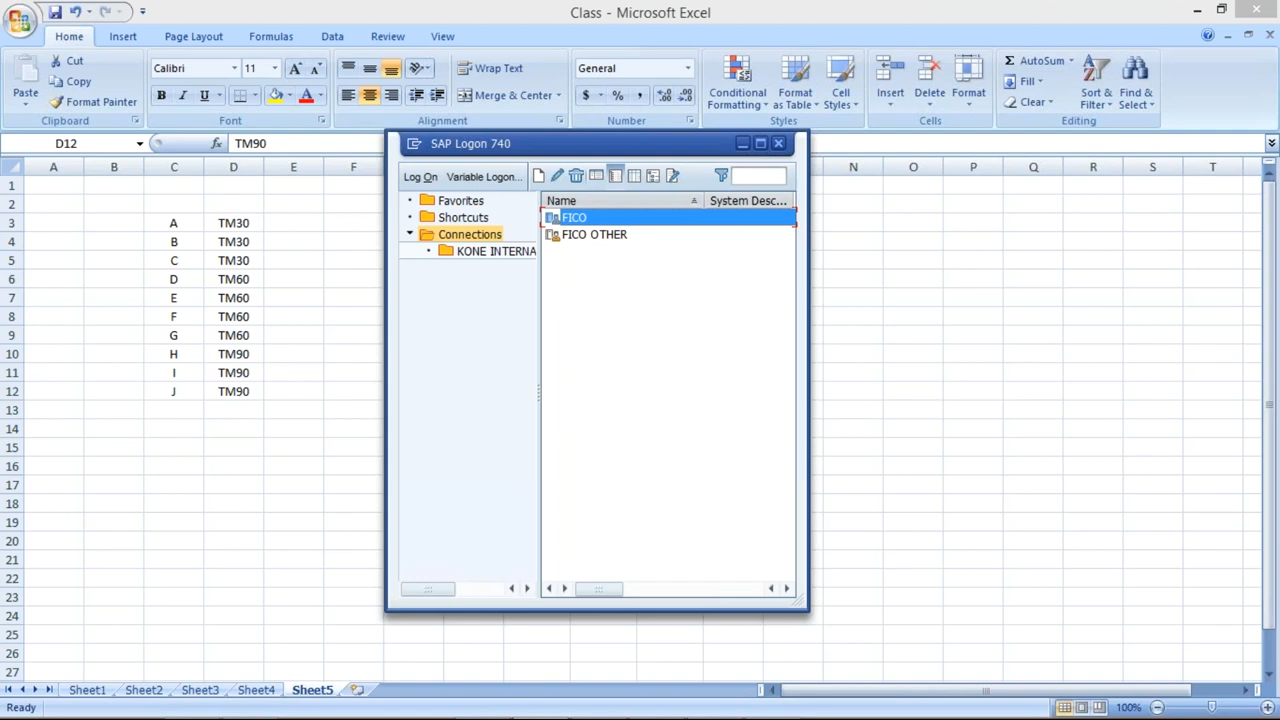 Class - Microsoft Excel
Home Insert Page Layout Formulas Data Review View
Cut
Copy
Format Painter
Paste
Clipboard
Calibri 11
B I U
Font
Wrap Text
Merge & Center
Alignment
General
$ % ,
Number
Conditional Formatting
Format as Table
Cell Styles
Styles
Insert Delete Format
Cells
AutoSum
Fill
Clear
Sort & Filter
Find & Select
Editing
D12 TM90
A B C D E F N O P Q R S T
1
2
3 A TM30
4 B TM30
5 C TM30
6 D TM60
7 E TM60
8 F TM60
9 G TM60
10 H TM90
11 I TM90
12 J TM90
13
14
15
16
17
18
19
20
21
22
23
24
25
26
27
SAP Logon 740
Log On Variable Logon...
Name System Desc...
Favorites
Shortcuts
Connections
KONE INTERNA
FICO
FICO OTHER
Sheet1 Sheet2 Sheet3 Sheet4 Sheet5
Ready 100%